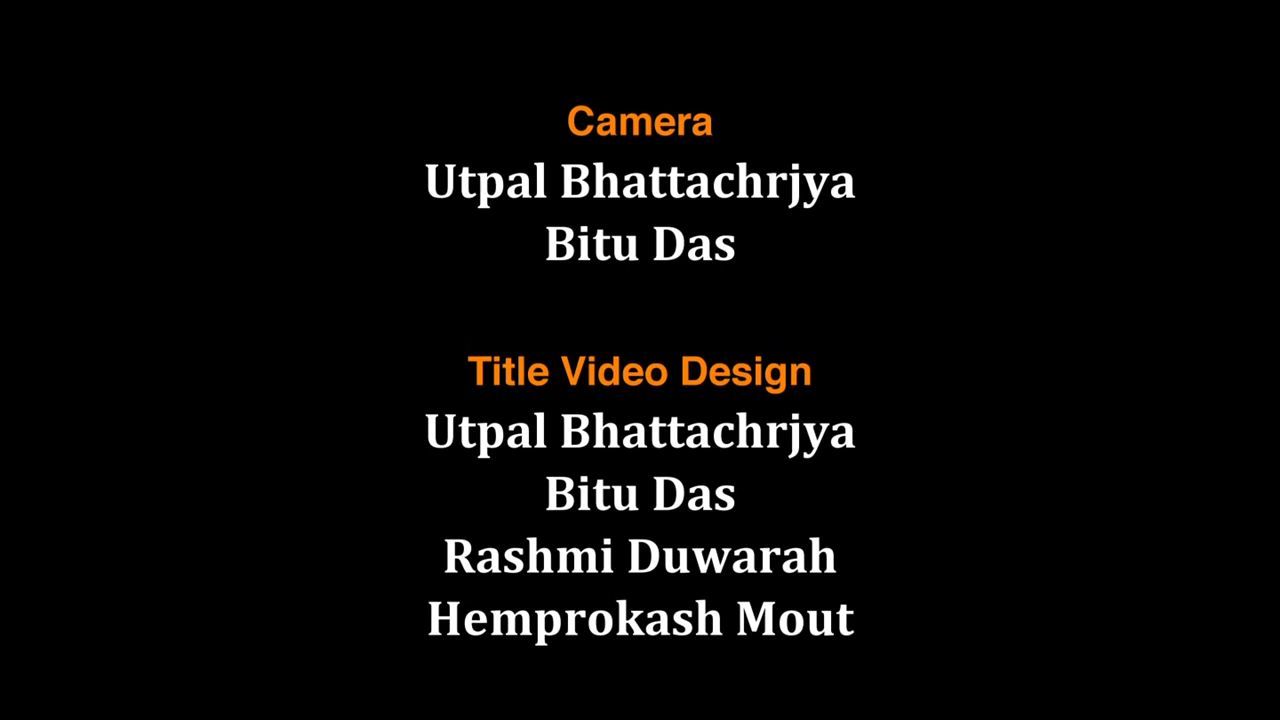 Camera
Utpal Bhattachrjya
Bitu Das
Title Video Design
Utpal Bhattachrjya
Bitu Das
Rashmi Duwarah
Hemprokash Mout